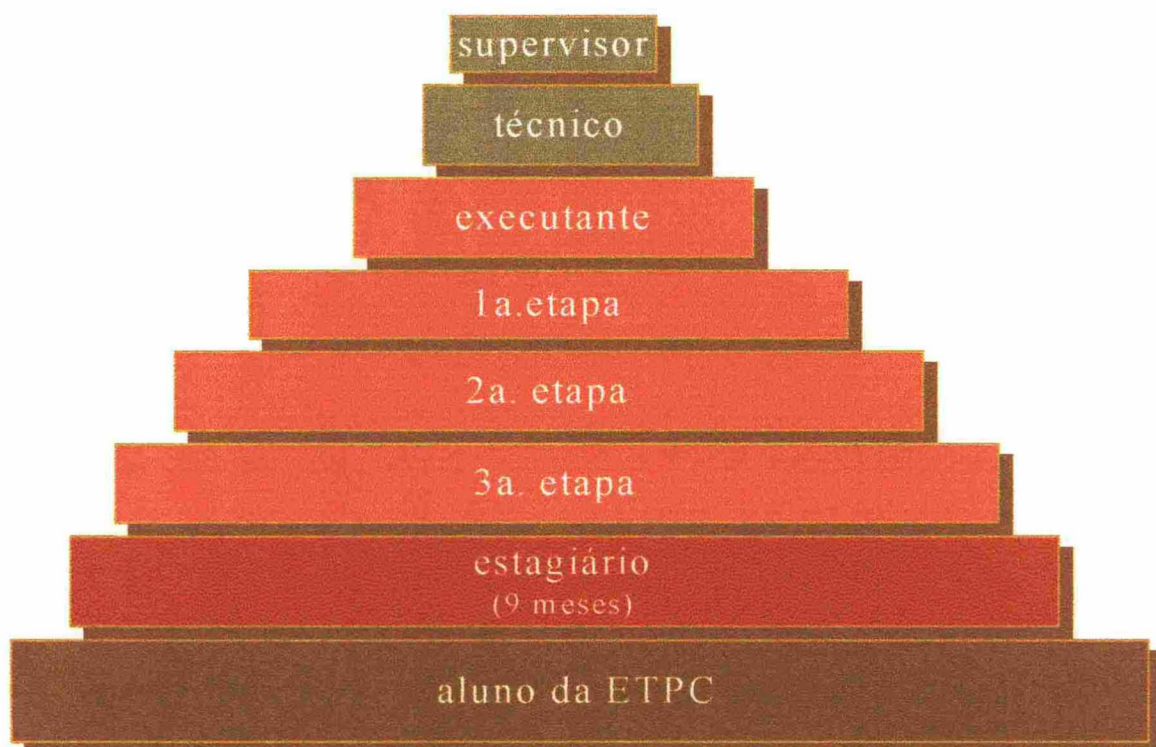 supervisor
técnico
executante
1a.etapa
2a. etapa
3a. etapa
estagiário
(9 meses)
aluno da ETPC